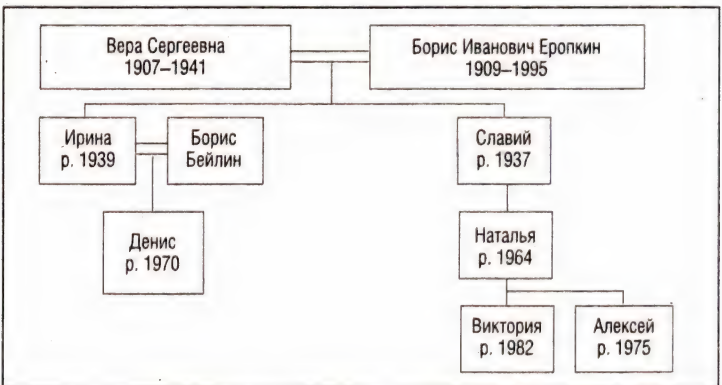 Вера Сергеевна
1907–1941
Борис Иванович Еропкин
1909–1995
Ирина
р. 1939
Борис
Бейлин
Славий
р. 1937
Денис
р. 1970
Наталья
р. 1964
Виктория
р. 1982
Алексей
р. 1975